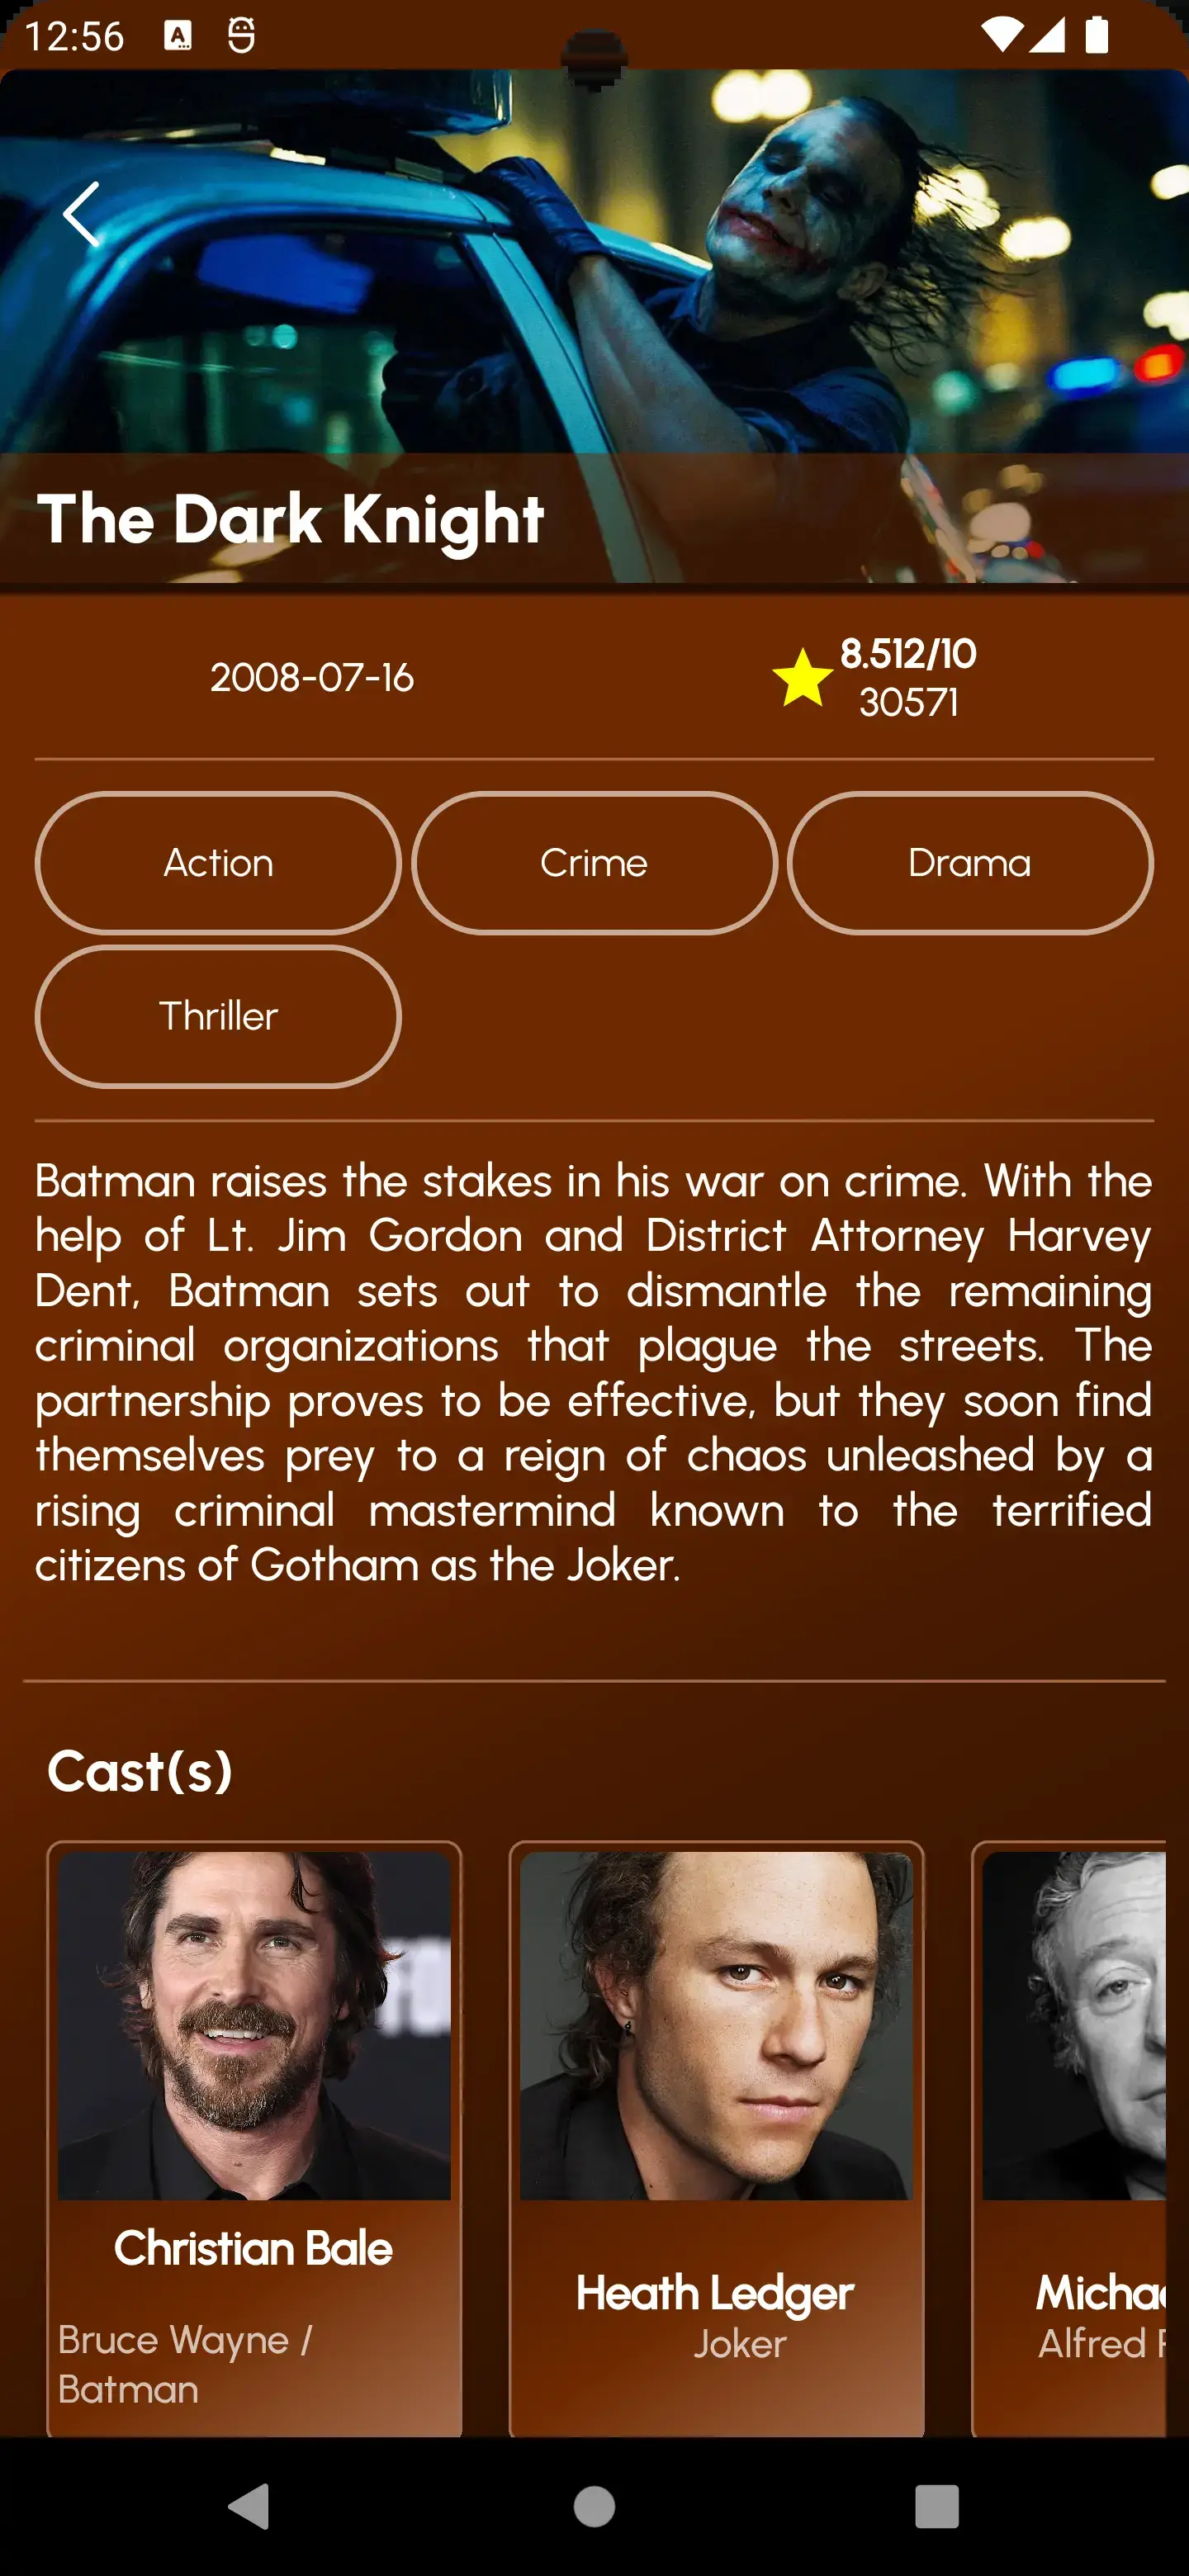 12:56
The Dark Knight
2008-07-16
8.512/10
30571
Action
Crime
Drama
Thriller
Batman raises the stakes in his war on crime. With the
help of Lt. Jim Gordon and District Attorney Harvey
Dent, Batman sets out to dismantle the remaining
criminal organizations that plague the streets. The
partnership proves to be effective, but they soon find
themselves prey to a reign of chaos unleashed by a
rising criminal mastermind known to the terrified
citizens of Gotham as the Joker.
Cast(s)
Christian Bale
Bruce Wayne /
Batman
Heath Ledger
Joker
Alfred